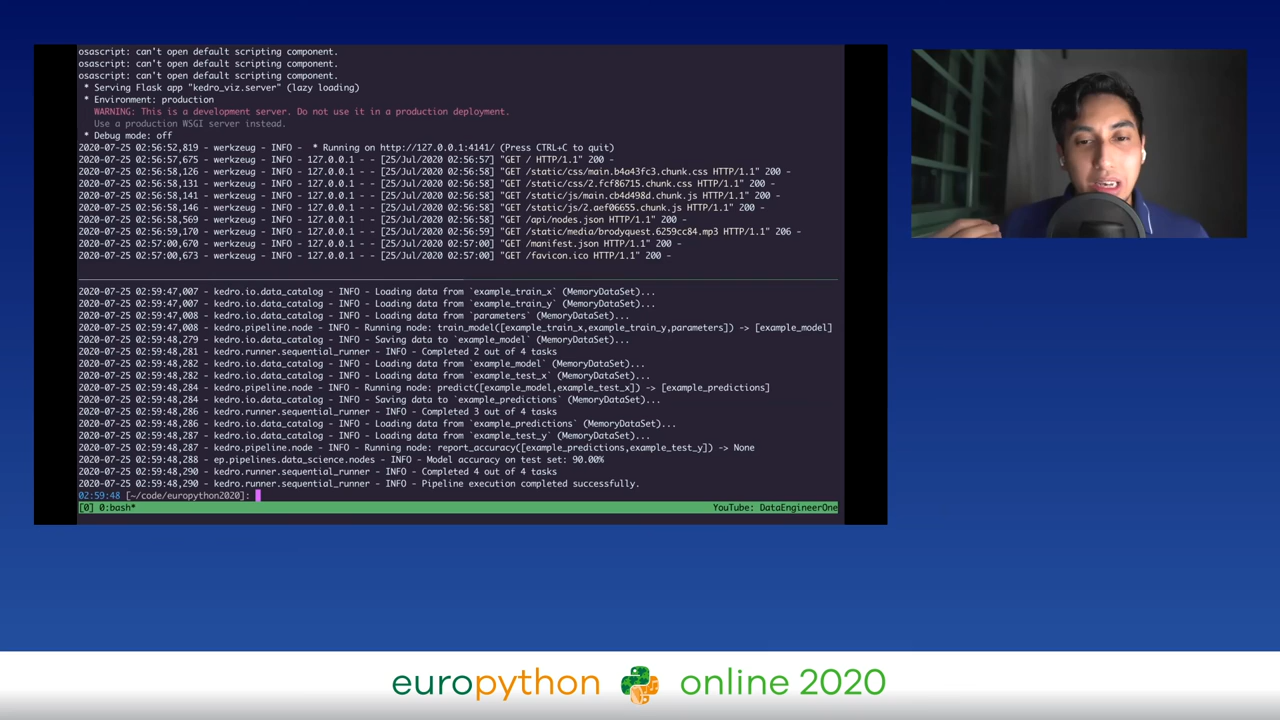 osascript: can't open default scripting component.
osascript: can't open default scripting component.
osascript: can't open default scripting component.
* Serving Flask app "kedro_viz.server" (lazy loading)
* Environment: production
WARNING: This is a development server. Do not use it in a production deployment.
Use a production WSGI server instead.
* Debug mode: off
2020-07-25 02:56:52,819 - werkzeug - INFO -  * Running on http://127.0.0.1:4141/ (Press CTRL+C to quit)
2020-07-25 02:56:57,675 - werkzeug - INFO - 127.0.0.1 - - [25/Jul/2020 02:56:57] "GET / HTTP/1.1" 200 -
2020-07-25 02:56:58,126 - werkzeug - INFO - 127.0.0.1 - - [25/Jul/2020 02:56:58] "GET /static/css/main.b4a43fc3.chunk.css HTTP/1.1" 200 -
2020-07-25 02:56:58,131 - werkzeug - INFO - 127.0.0.1 - - [25/Jul/2020 02:56:58] "GET /static/css/2.fcf86715.chunk.css HTTP/1.1" 200 -
2020-07-25 02:56:58,141 - werkzeug - INFO - 127.0.0.1 - - [25/Jul/2020 02:56:58] "GET /static/js/main.cb4d498d.chunk.js HTTP/1.1" 200 -
2020-07-25 02:56:58,146 - werkzeug - INFO - 127.0.0.1 - - [25/Jul/2020 02:56:58] "GET /static/js/2.aef06655.chunk.js HTTP/1.1" 200 -
2020-07-25 02:56:58,569 - werkzeug - INFO - 127.0.0.1 - - [25/Jul/2020 02:56:58] "GET /api/nodes.json HTTP/1.1" 200 -
2020-07-25 02:56:59,170 - werkzeug - INFO - 127.0.0.1 - - [25/Jul/2020 02:56:59] "GET /static/media/brodyquest.6259cc84.mp3 HTTP/1.1" 206 -
2020-07-25 02:57:00,670 - werkzeug - INFO - 127.0.0.1 - - [25/Jul/2020 02:57:00] "GET /manifest.json HTTP/1.1" 200 -
2020-07-25 02:57:00,673 - werkzeug - INFO - 127.0.0.1 - - [25/Jul/2020 02:57:00] "GET /favicon.ico HTTP/1.1" 200 -
2020-07-25 02:59:47,007 - kedro.io.data_catalog - INFO - Loading data from `example_train_x` (MemoryDataSet)...
2020-07-25 02:59:47,007 - kedro.io.data_catalog - INFO - Loading data from `example_train_y` (MemoryDataSet)...
2020-07-25 02:59:47,008 - kedro.io.data_catalog - INFO - Loading data from `parameters` (MemoryDataSet)...
2020-07-25 02:59:47,008 - kedro.pipeline.node - INFO - Running node: train_model([example_train_x,example_train_y,parameters]) -> [example_model]
2020-07-25 02:59:48,279 - kedro.io.data_catalog - INFO - Saving data to `example_model` (MemoryDataSet)...
2020-07-25 02:59:48,281 - kedro.runner.sequential_runner - INFO - Completed 2 out of 4 tasks
2020-07-25 02:59:48,282 - kedro.io.data_catalog - INFO - Loading data from `example_model` (MemoryDataSet)...
2020-07-25 02:59:48,282 - kedro.io.data_catalog - INFO - Loading data from `example_test_x` (MemoryDataSet)...
2020-07-25 02:59:48,284 - kedro.pipeline.node - INFO - Running node: predict([example_model,example_test_x]) -> [example_predictions]
2020-07-25 02:59:48,284 - kedro.io.data_catalog - INFO - Saving data to `example_predictions` (MemoryDataSet)...
2020-07-25 02:59:48,286 - kedro.runner.sequential_runner - INFO - Completed 3 out of 4 tasks
2020-07-25 02:59:48,286 - kedro.io.data_catalog - INFO - Loading data from `example_predictions` (MemoryDataSet)...
2020-07-25 02:59:48,287 - kedro.io.data_catalog - INFO - Loading data from `example_test_y` (MemoryDataSet)...
2020-07-25 02:59:48,287 - kedro.pipeline.node - INFO - Running node: report_accuracy([example_predictions,example_test_y]) -> None
2020-07-25 02:59:48,288 - ep.pipelines.data_science.nodes - INFO - Model accuracy on test set: 90.00%
2020-07-25 02:59:48,290 - kedro.runner.sequential_runner - INFO - Completed 4 out of 4 tasks
2020-07-25 02:59:48,290 - kedro.runner.sequential_runner - INFO - Pipeline execution completed successfully.
02:59:48 [~/code/europython2020]:
[0] 0:bash* YouTube: DataEngineerOne
europython online 2020